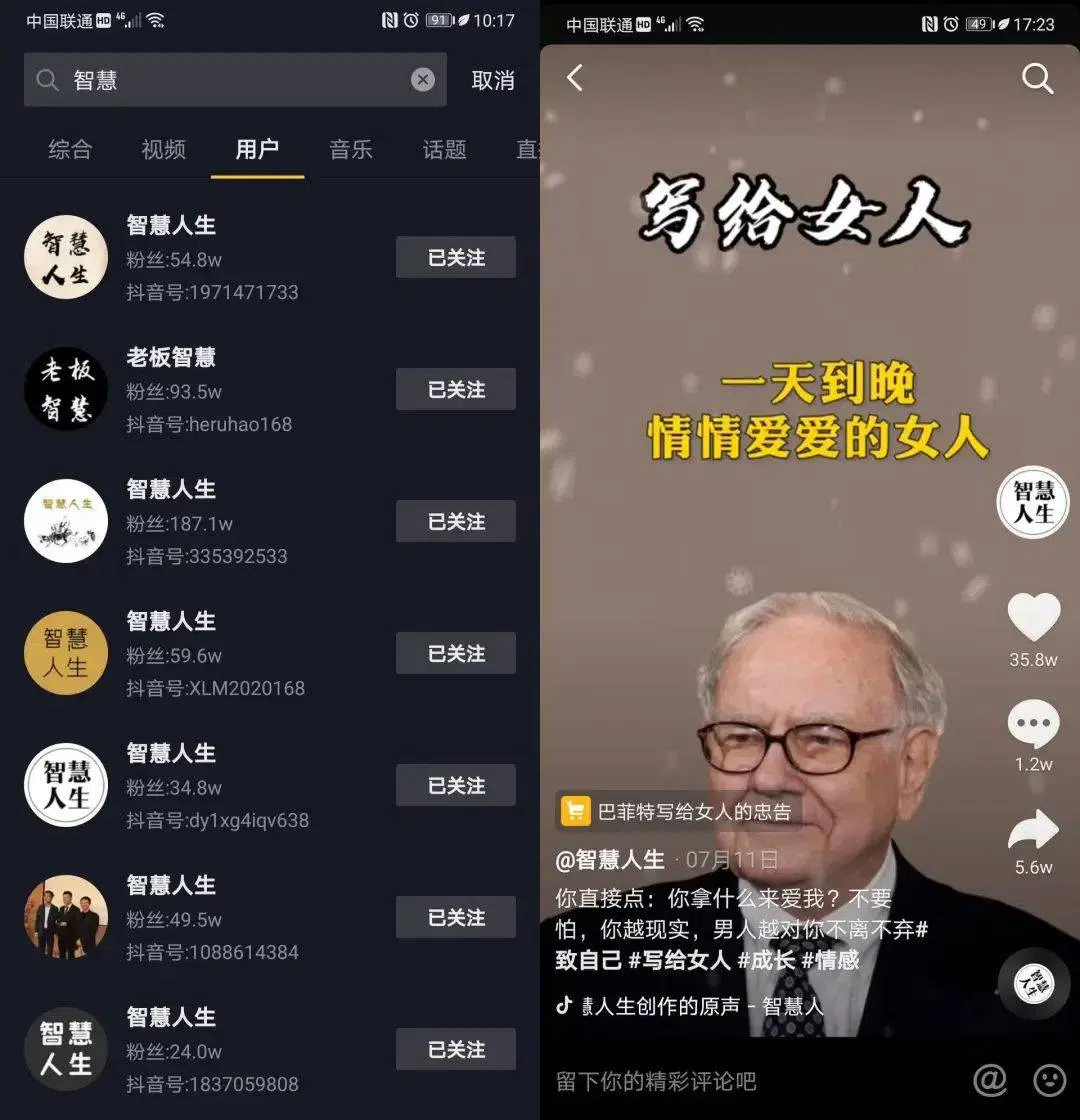 中国联通 HD 4G 91 10:17
智慧 取消
综合 视频 用户 音乐 话题
智慧人生
智慧人生
粉丝:54.8w
已关注
抖音号:1971471733
老板智慧
老板智慧
粉丝:93.5w
已关注
抖音号:heruhao168
智慧人生
智慧人生
粉丝:187.1w
已关注
抖音号:335392533
智慧人生
智慧人生
粉丝:59.6w
已关注
抖音号:XLM2020168
智慧人生
智慧人生
粉丝:34.8w
已关注
抖音号:dy1xg4iqv638
智慧人生
粉丝:49.5w
已关注
抖音号:1088614384
智慧人生
智慧人生
粉丝:24.0w
已关注
抖音号:1837059808
中国联通 HD 4G 49 17:23
写给女人
一天到晚
情情爱爱的女人
智慧
人生
35.8w
1.2w
5.6w
巴菲特写给女人的忠告
@智慧人生 · 07月11日
你直接点：你拿什么来爱我？不要
怕，你越现实，男人越对你不离不弃#
致自己 #写给女人 #成长 #情感
人生创作的原声 - 智慧人
智慧人生
留下你的精彩评论吧 @